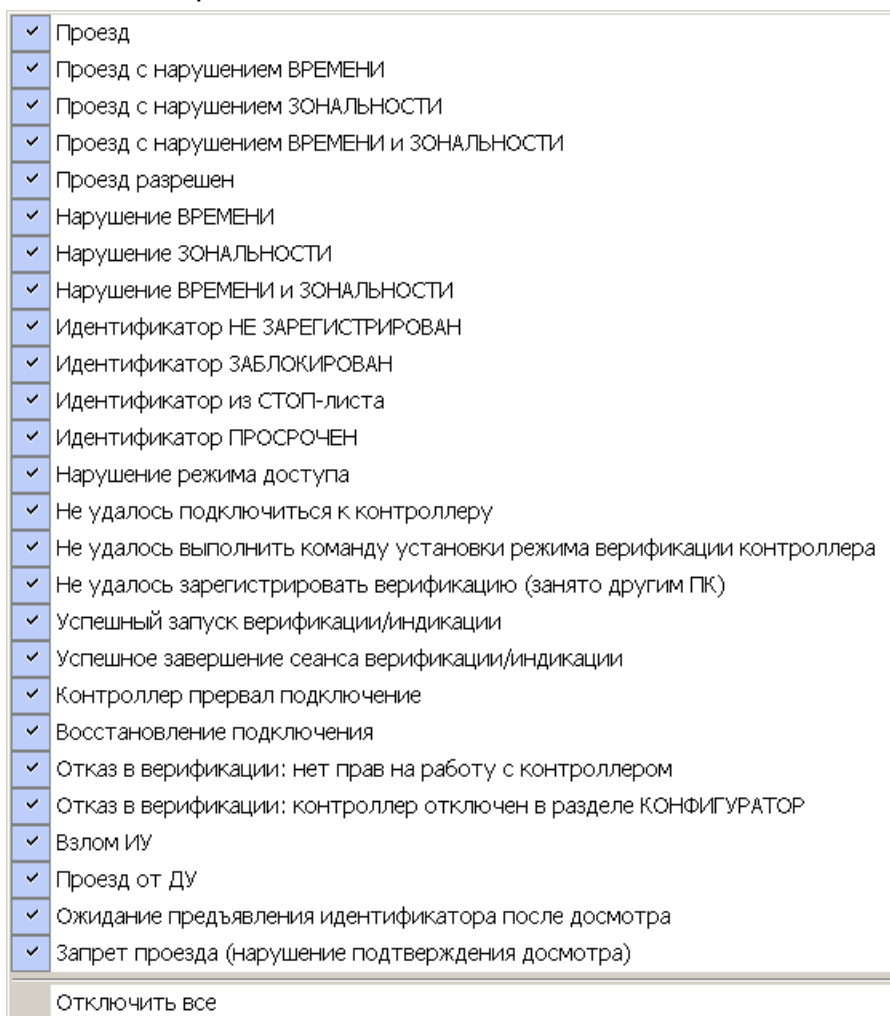 Проезд
Проезд с нарушением ВРЕМЕНИ
Проезд с нарушением ЗОНАЛЬНОСТИ
Проезд с нарушением ВРЕМЕНИ и ЗОНАЛЬНОСТИ
Проезд разрешен
Нарушение ВРЕМЕНИ
Нарушение ЗОНАЛЬНОСТИ
Нарушение ВРЕМЕНИ и ЗОНАЛЬНОСТИ
Идентификатор НЕ ЗАРЕГИСТРИРОВАН
Идентификатор ЗАБЛОКИРОВАН
Идентификатор из СТОП-листа
Идентификатор ПРОСРОЧЕН
Нарушение режима доступа
Не удалось подключиться к контроллеру
Не удалось выполнить команду установки режима верификации контроллера
Не удалось зарегистрировать верификацию (занято другим ПК)
Успешный запуск верификации/индикации
Успешное завершение сеанса верификации/индикации
Контроллер прервал подключение
Восстановление подключения
Отказ в верификации: нет прав на работу с контроллером
Отказ в верификации: контроллер отключен в разделе КОНФИГУРАТОР
Взлом ИУ
Проезд от ДУ
Ожидание предъявления идентификатора после досмотра
Запрет проезда (нарушение подтверждения досмотра)
Отключить все